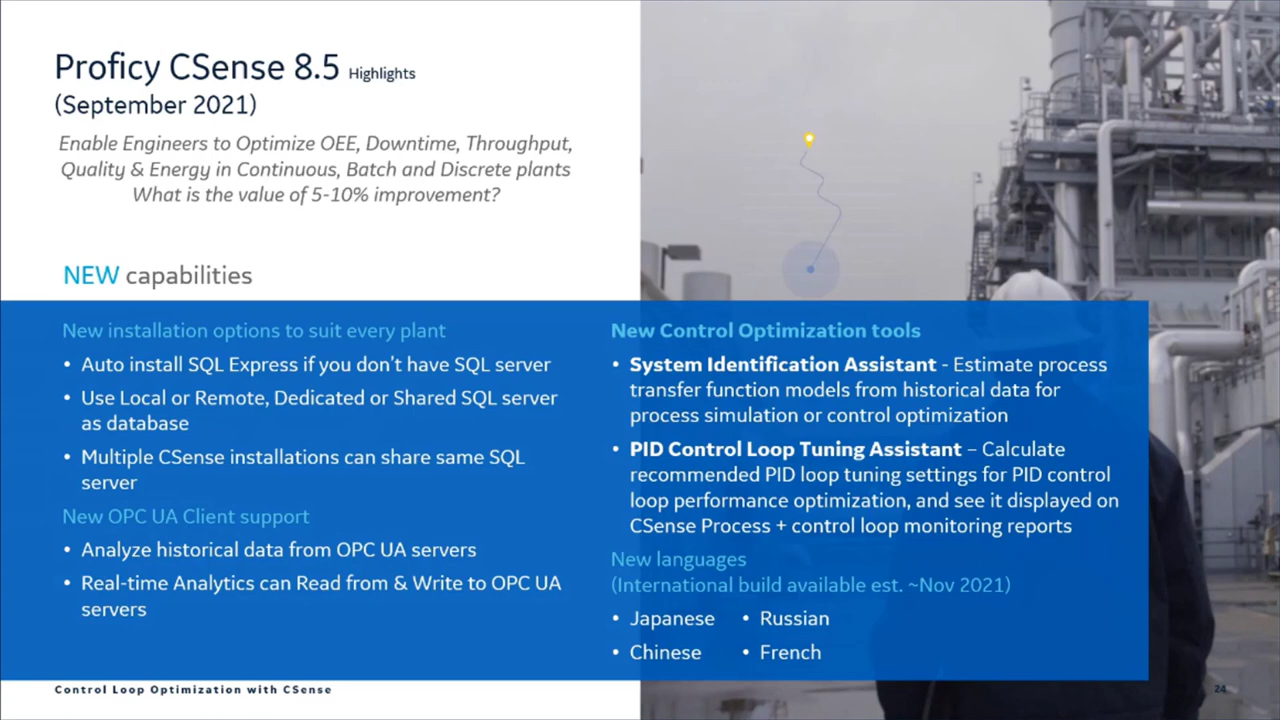 Proficy CSense 8.5 Highlights
(September 2021)
Enable Engineers to Optimize OEE, Downtime, Throughput,
Quality & Energy in Continuous, Batch and Discrete plants
What is the value of 5-10% improvement?
NEW capabilities
New installation options to suit every plant
• Auto install SQL Express if you don't have SQL server
• Use Local or Remote, Dedicated or Shared SQL server
as database
• Multiple CSense installations can share same SQL
server
New OPC UA Client support
• Analyze historical data from OPC UA servers
• Real-time Analytics can Read from & Write to OPC UA
servers
New Control Optimization tools
• System Identification Assistant - Estimate process
transfer function models from historical data for
process simulation or control optimization
• PID Control Loop Tuning Assistant – Calculate
recommended PID loop tuning settings for PID control
loop performance optimization, and see it displayed on
CSense Process + control loop monitoring reports
New languages
(International build available est. ~Nov 2021)
• Japanese • Russian
• Chinese • French
Control Loop Optimization with CSense
24